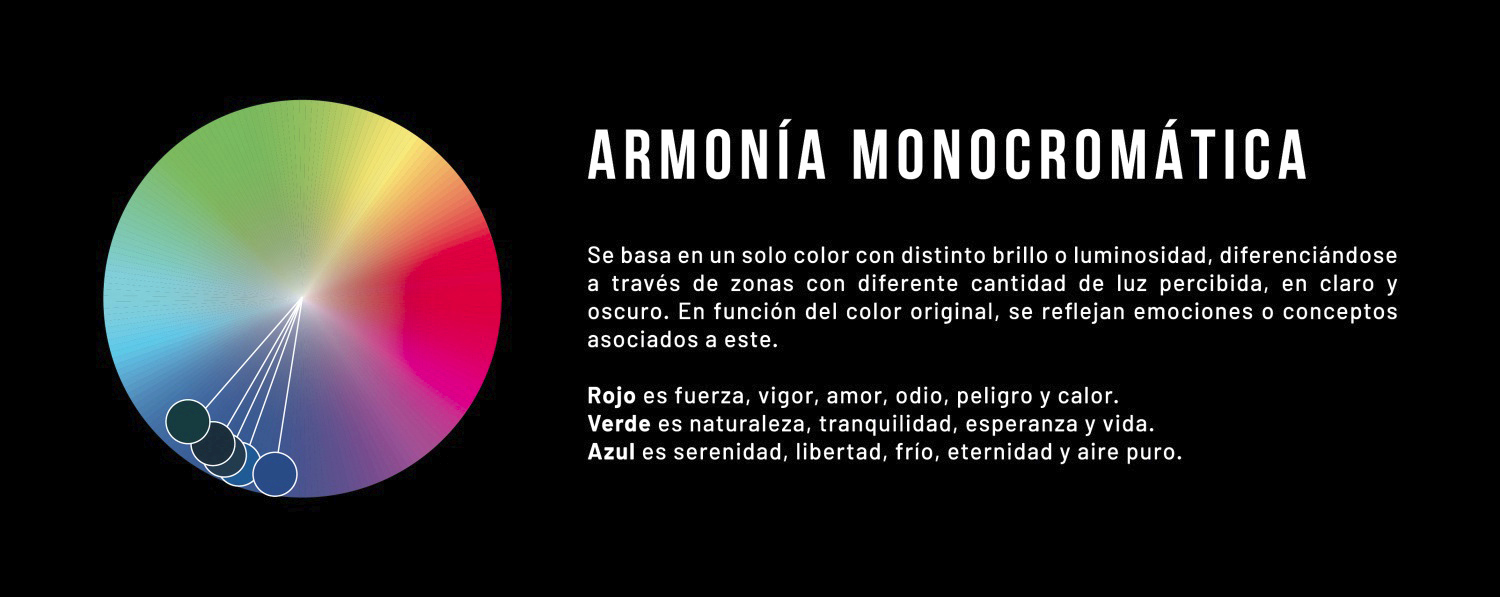 ARMONÍA MONOCROMÁTICA
Se basa en un solo color con distinto brillo o luminosidad, diferenciándose
a través de zonas con diferente cantidad de luz percibida, en claro y
oscuro. En función del color original, se reflejan emociones o conceptos
asociados a este.
Rojo es fuerza, vigor, amor, odio, peligro y calor.
Verde es naturaleza, tranquilidad, esperanza y vida.
Azul es serenidad, libertad, frío, eternidad y aire puro.